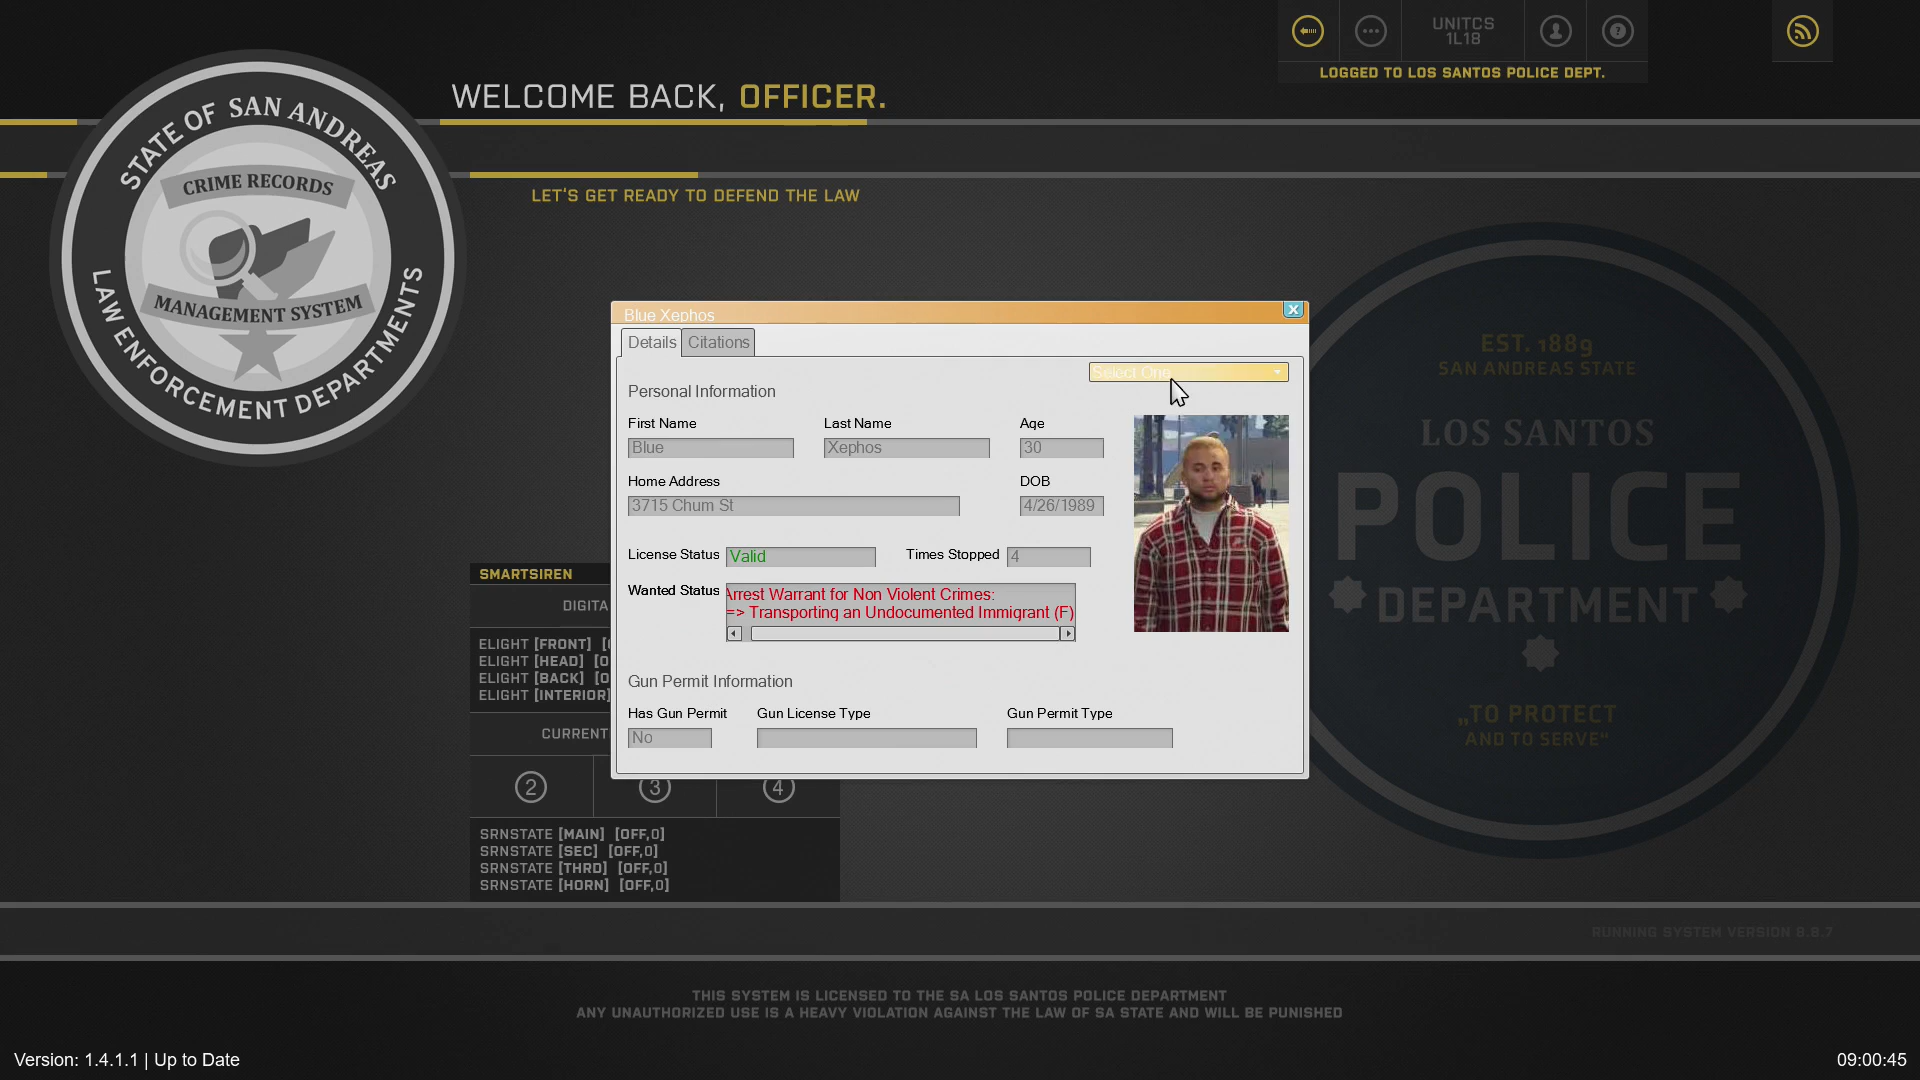 UNITCS
1L18
LOGGED TO LOS SANTOS POLICE DEPT.
WELCOME BACK, OFFICER.
LET'S GET READY TO DEFEND THE LAW
STATE OF SAN ANDREAS
CRIME RECORDS
MANAGEMENT SYSTEM
LAW ENFORCEMENT DEPARTMENTS
Blue Xephos
x
Details Citations
Select One
Personal Information
First Name Last Name Age
Blue Xephos 30
Home Address DOB
3715 Chum St 4/26/1989
License Status Valid Times Stopped 4
Wanted Status Arrest Warrant for Non Violent Crimes:
=> Transporting an Undocumented Immigrant (F)
Gun Permit Information
Has Gun Permit Gun License Type Gun Permit Type
No
EST. 1889
SAN ANDREAS STATE
LOS SANTOS
POLICE
DEPARTMENT
„TO PROTECT
AND TO SERVE“
SMARTSIREN
ELIGHT [FRONT]
ELIGHT [HEAD]
ELIGHT [BACK]
ELIGHT [INTERIOR]
CURRENT
2 3 4
SRNSTATE [MAIN] [OFF,0]
SRNSTATE [SEC] [OFF,0]
SRNSTATE [THRD] [OFF,0]
SRNSTATE [HORN] [OFF,0]
RUNNING SYSTEM VERSION 8.8.7
THIS SYSTEM IS LICENSED TO THE SA LOS SANTOS POLICE DEPARTMENT
ANY UNAUTHORIZED USE IS A HEAVY VIOLATION AGAINST THE LAW OF SA STATE AND WILL BE PUNISHED
Version: 1.4.1.1 | Up to Date
09:00:45